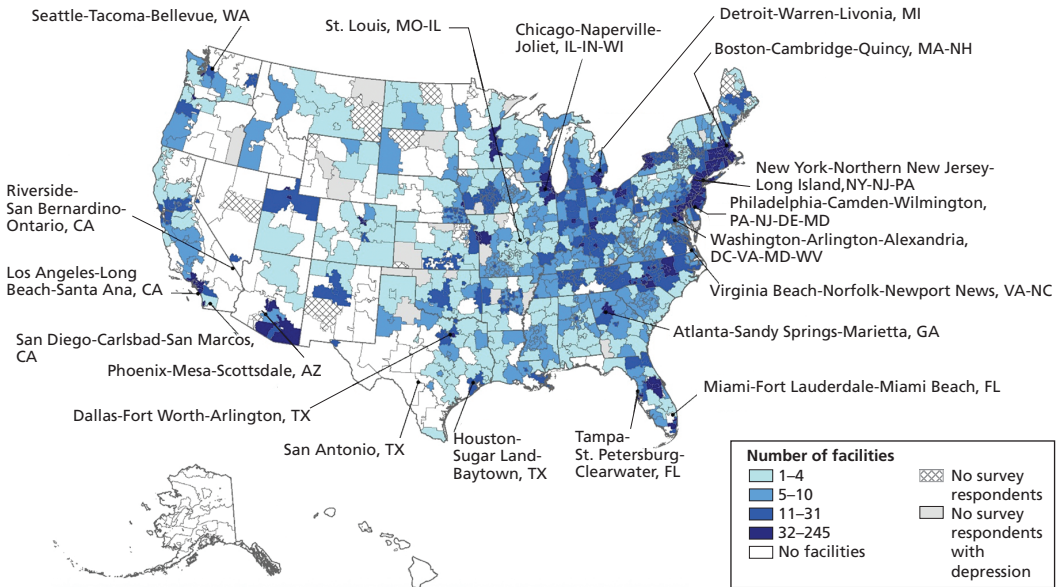 Seattle-Tacoma-Bellevue, WA
St. Louis, MO-IL
Chicago-Naperville-
Joliet, IL-IN-WI
Detroit-Warren-Livonia, MI
Boston-Cambridge-Quincy, MA-NH
New York-Northern New Jersey-
Long Island,NY-NJ-PA
Philadelphia-Camden-Wilmington,
PA-NJ-DE-MD
Washington-Arlington-Alexandria,
DC-VA-MD-WV
Virginia Beach-Norfolk-Newport News, VA-NC
Atlanta-Sandy Springs-Marietta, GA
Miami-Fort Lauderdale-Miami Beach, FL
Riverside-
San Bernardino-
Ontario, CA
Los Angeles-Long
Beach-Santa Ana, CA
San Diego-Carlsbad-San Marcos,
CA
Phoenix-Mesa-Scottsdale, AZ
Dallas-Fort Worth-Arlington, TX
San Antonio, TX
Houston-
Sugar Land-
Baytown, TX
Tampa-
St. Petersburg-
Clearwater, FL
Number of facilities
1–4
5–10
11–31
32–245
No facilities
No survey
respondents
No survey
respondents
with
depression